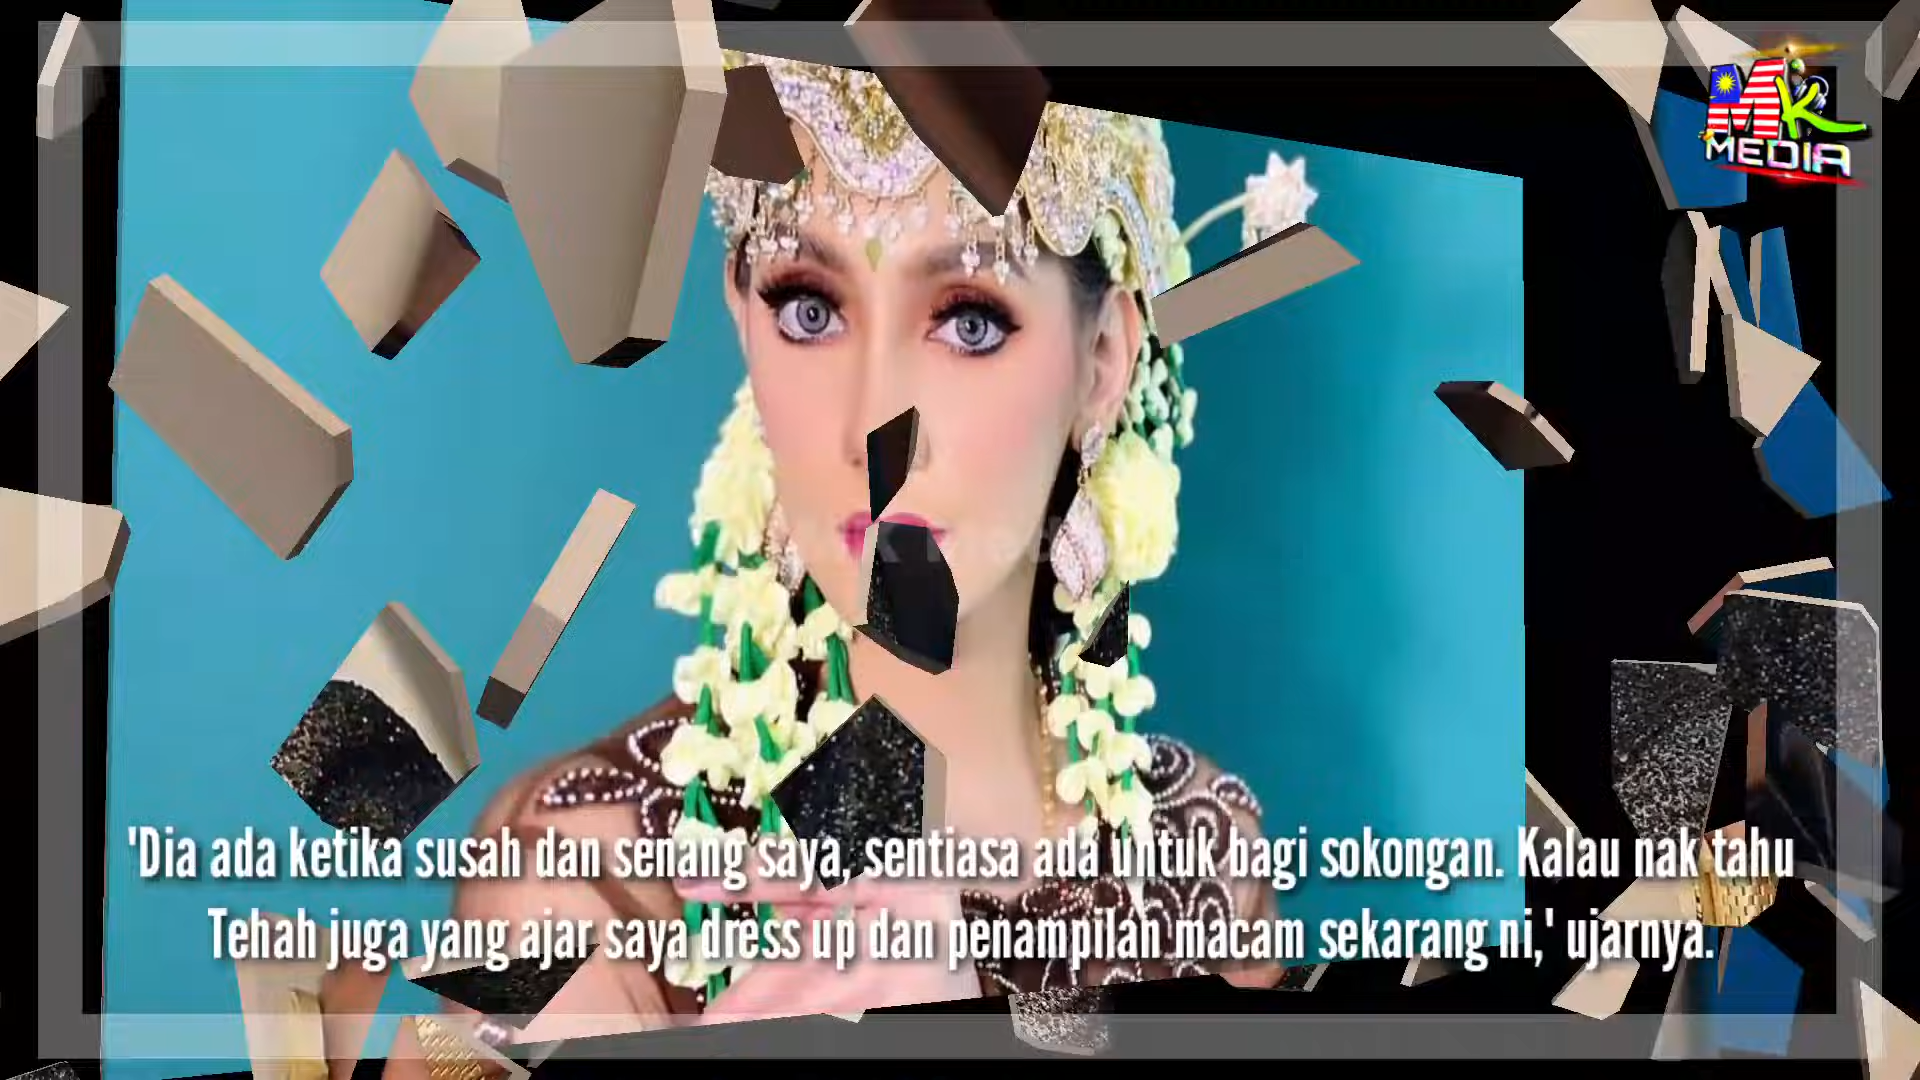 MK
MEDIA
'Dia ada ketika susah dan senang saya, sentiasa ada untuk bagi sokongan. Kalau nak tahu
Tehah juga yang ajar saya dress up dan penampilan macam sekarang ni,' ujarnya.